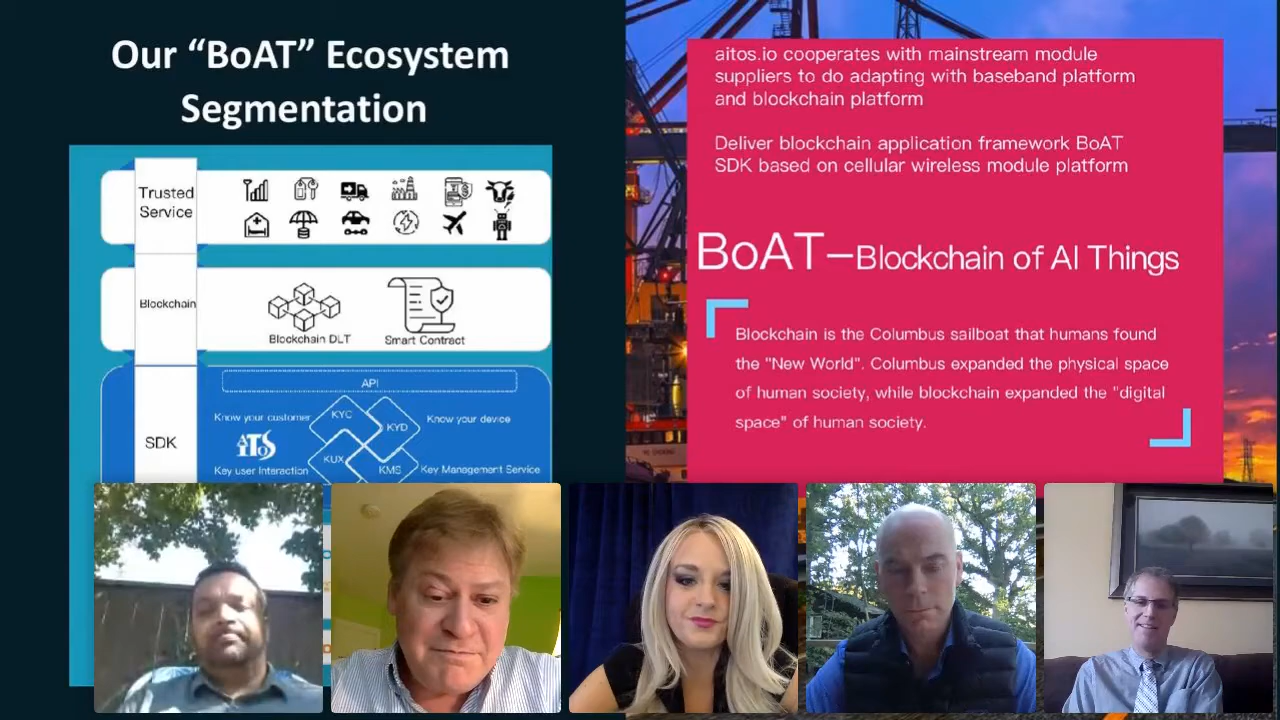 Our “BoAT” Ecosystem
Segmentation
Trusted
Service
Blockchain
Blockchain DLT
Smart Contract
API
SDK
Know your customer
KYC
KYD
Know your device
KUX
KMS
Key user Interaction
Key Management Service
aitos.io cooperates with mainstream module
suppliers to do adapting with baseband platform
and blockchain platform
Deliver blockchain application framework BoAT
SDK based on cellular wireless module platform
BoAT–Blockchain of AI Things
Blockchain is the Columbus sailboat that humans found
the "New World". Columbus expanded the physical space
of human society, while blockchain expanded the "digital
space" of human society.